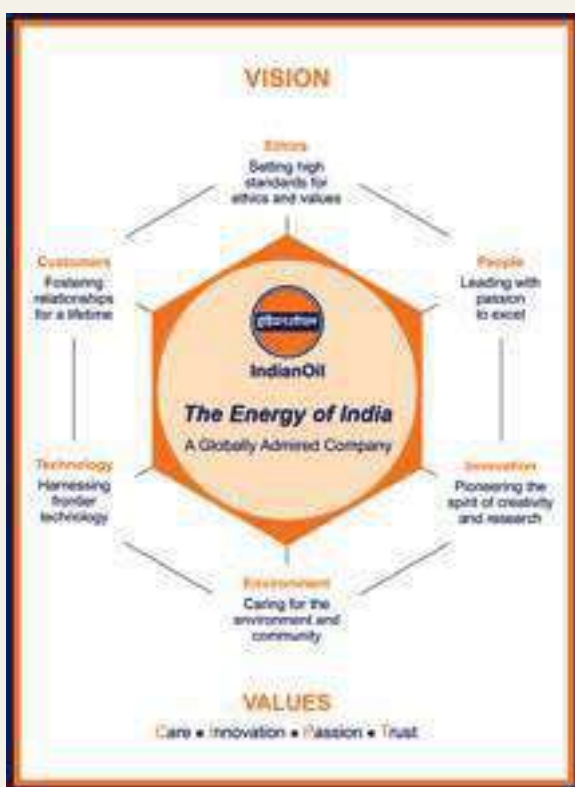 VISION
Ethics
Setting high
standards for
ethics and values
Customers
Fostering
relationships
for a lifetime
People
Leading with
passion
to excel
इंडियनऑयल
IndianOil
The Energy of India
A Globally Admired Company
Technology
Harnessing
frontier
technology
Innovation
Pioneering the
spirit of creativity
and research
Environment
Caring for the
environment and
community
VALUES
Care • Innovation • Passion • Trust